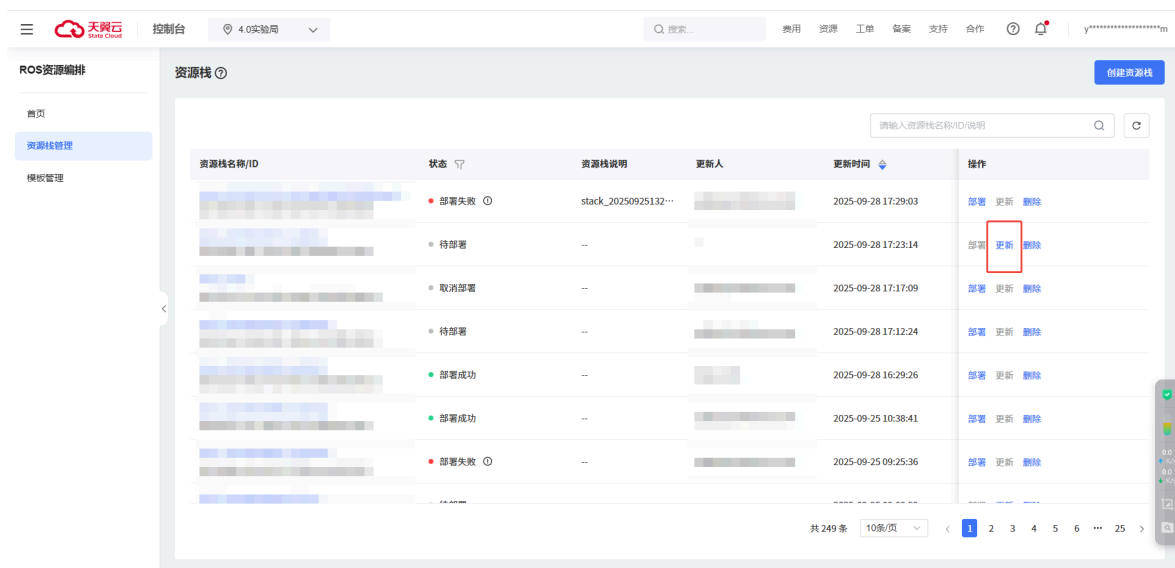 天翼云 State Cloud 控制台 4.0实验局 搜索... 费用 资源 工单 备案 支持 合作 y********************m
ROS资源编排
首页
资源栈管理
模板管理
资源栈
创建资源栈
请输入资源栈名称/ID/说明
资源栈名称/ID 状态 资源栈说明 更新人 更新时间 操作
部署失败 stack_20250925132··· 2025-09-28 17:29:03 部署 更新 删除
待部署 -- 2025-09-28 17:23:14 部署 更新 删除
取消部署 -- 2025-09-28 17:17:09 部署 更新 删除
待部署 -- 2025-09-28 17:12:24 部署 更新 删除
部署成功 -- 2025-09-28 16:29:26 部署 更新 删除
部署成功 -- 2025-09-25 10:38:41 部署 更新 删除
部署失败 -- 2025-09-25 09:25:36 部署 更新 删除
共 249 条 10条/页 1 2 3 4 5 6 ··· 25